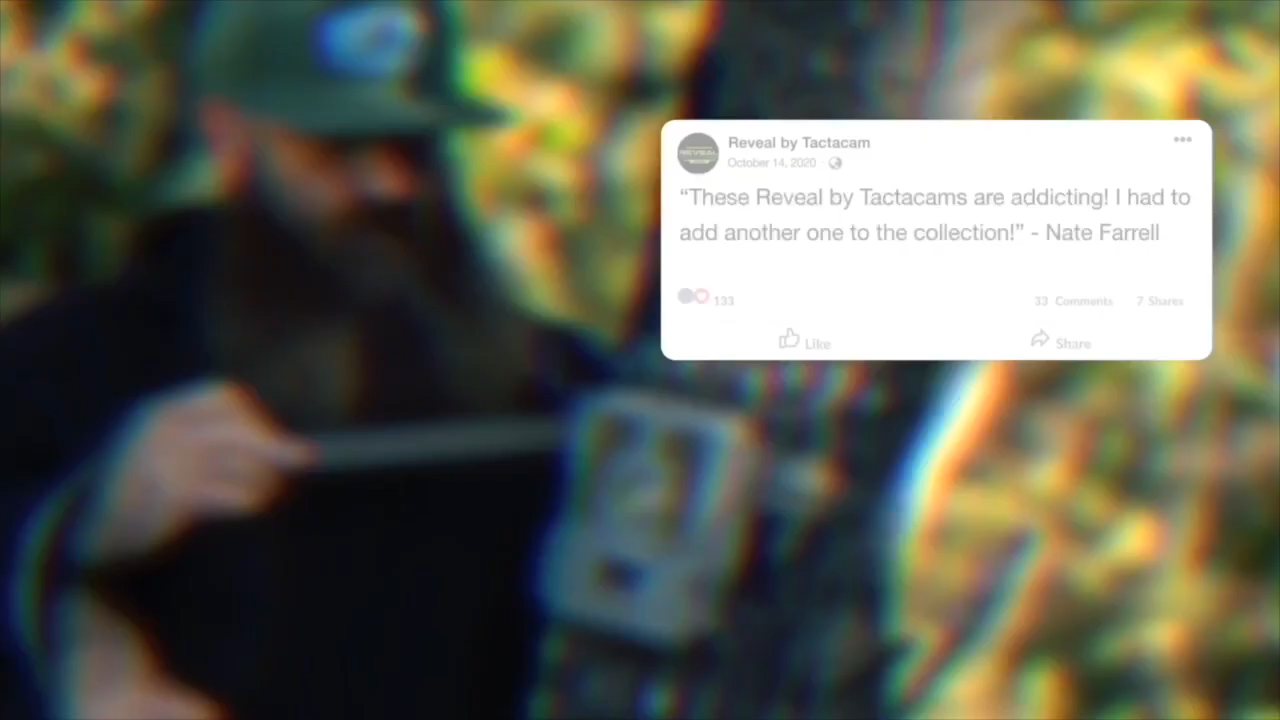 Reveal by Tactacam
October 14, 2020
“These Reveal by Tactacams are addicting! I had to
add another one to the collection!” - Nate Farrell
133
33 Comments 7 Shares
Like Share